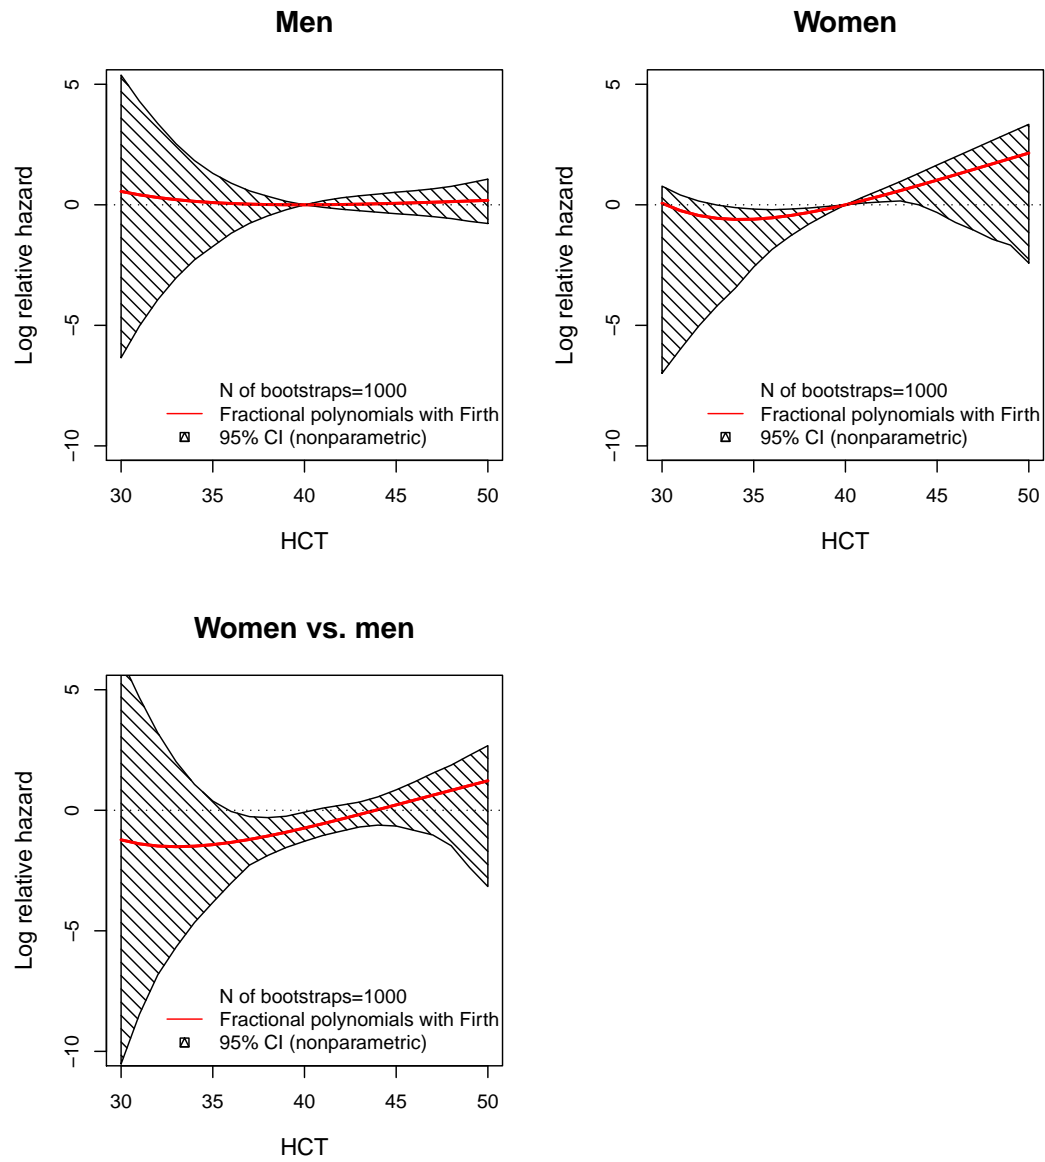 Men
5
0
−5
−10
Log relative hazard
N of bootstraps=1000
Fractional polynomials with Firth
95% CI (nonparametric)
30 35 40 45 50
HCT
Women
5
0
−5
−10
Log relative hazard
N of bootstraps=1000
Fractional polynomials with Firth
95% CI (nonparametric)
30 35 40 45 50
HCT
Women vs. men
5
0
−5
−10
Log relative hazard
N of bootstraps=1000
Fractional polynomials with Firth
95% CI (nonparametric)
30 35 40 45 50
HCT